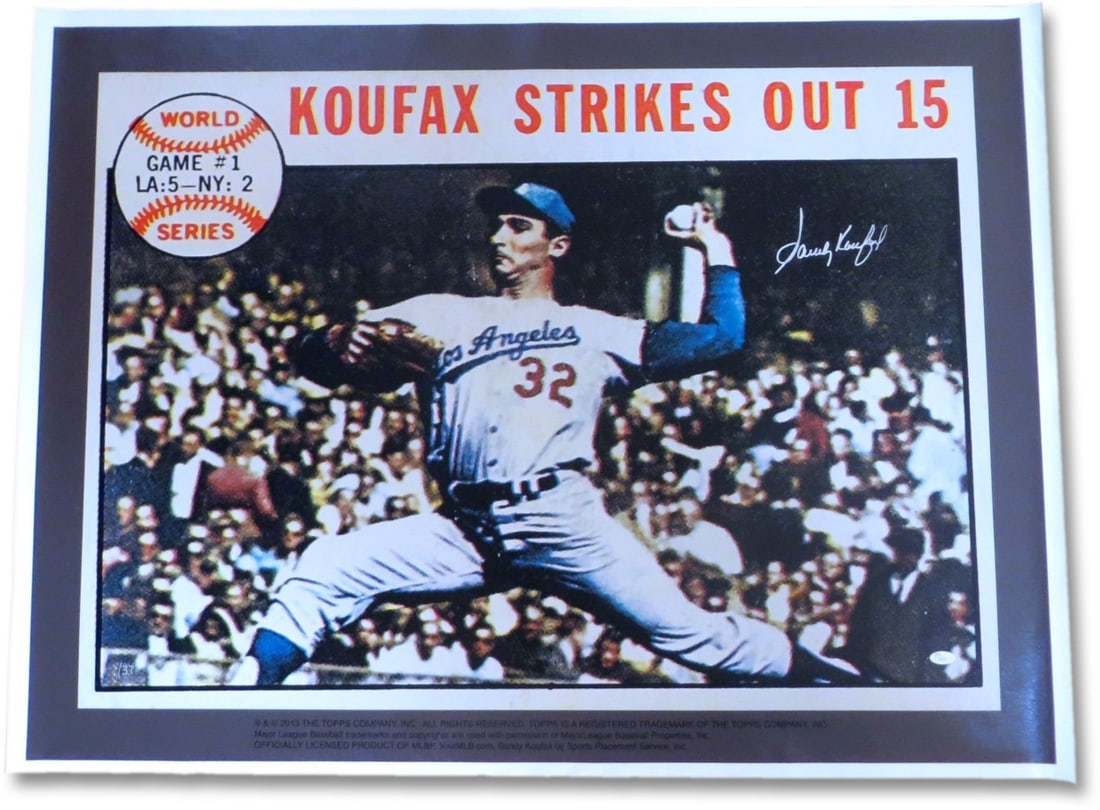 KOUFAX STRIKES OUT 15
WORLD
GAME #1
LA:5—NY: 2
SERIES
Sandy Koufax
Los Angeles
32
/37
© & ® 2013 THE TOPPS COMPANY, INC. ALL RIGHTS RESERVED. TOPPS IS A REGISTERED TRADEMARK OF THE TOPPS COMPANY, INC.
Major League Baseball trademarks and copyrights are used with permission of Major League Baseball Properties, Inc.
OFFICIALLY LICENSED PRODUCT OF MLBP. Visit MLB.com. Sandy Koufax by Sports Placement Service, Inc.